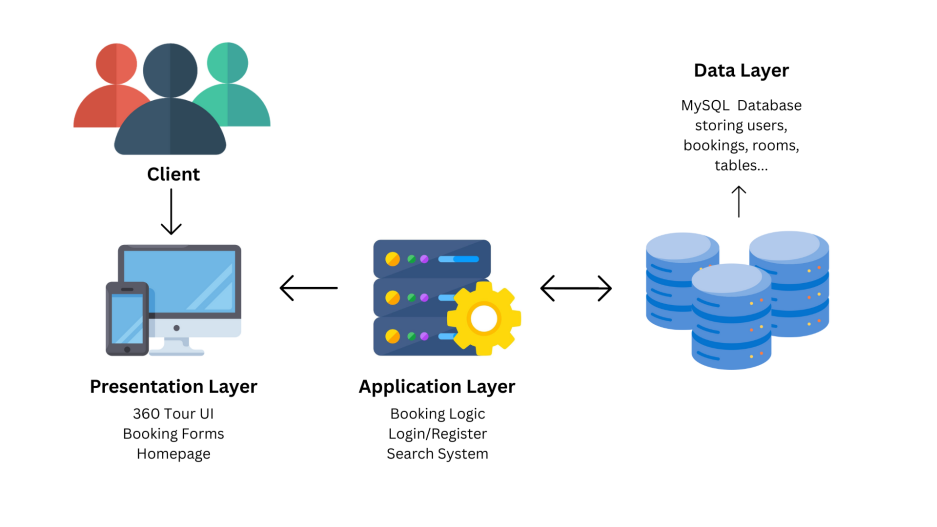 Client
Presentation Layer
360 Tour UI
Booking Forms
Homepage
Application Layer
Booking Logic
Login/Register
Search System
Data Layer
MySQL Database
storing users,
bookings, rooms,
tables...